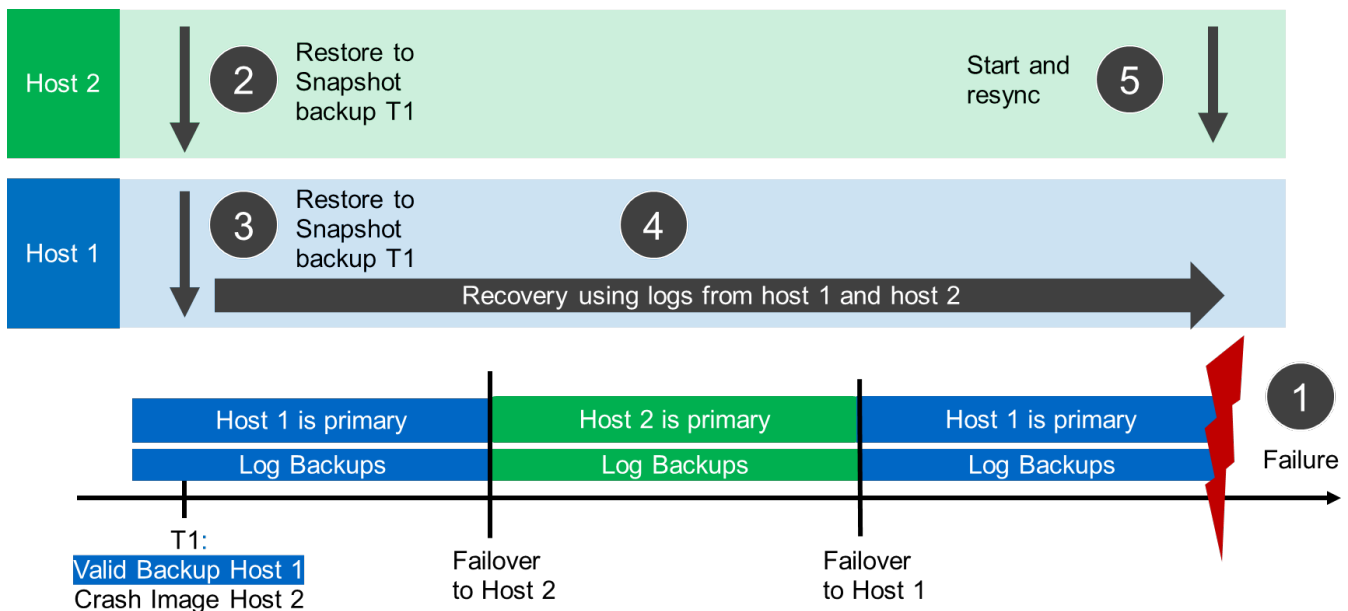 Host 2
2
Restore to
Snapshot
backup T1
Start and
resync
5
Host 1
3
Restore to
Snapshot
backup T1
4
Recovery using logs from host 1 and host 2
Host 1 is primary
Host 2 is primary
Host 1 is primary
1
Log Backups
Log Backups
Log Backups
Failure
T1:
Valid Backup Host 1
Crash Image Host 2
Failover
to Host 2
Failover
to Host 1